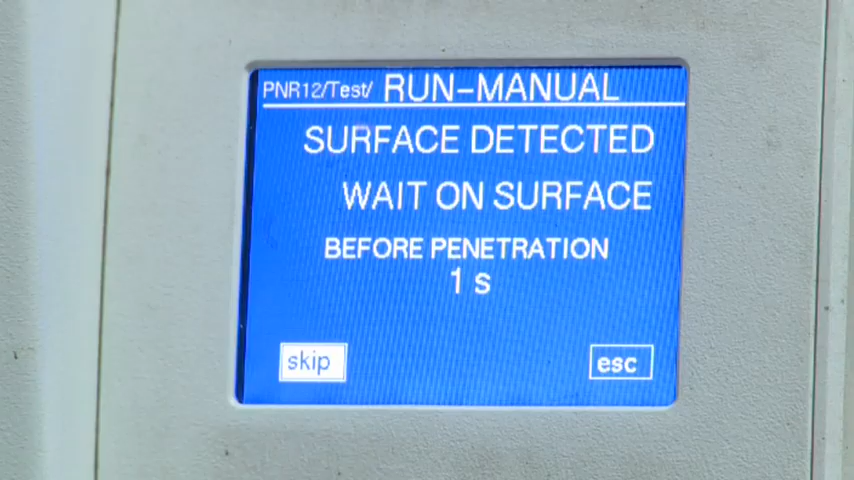 PNR12/Test/ RUN-MANUAL
SURFACE DETECTED
WAIT ON SURFACE
BEFORE PENETRATION
1 s
skip
esc